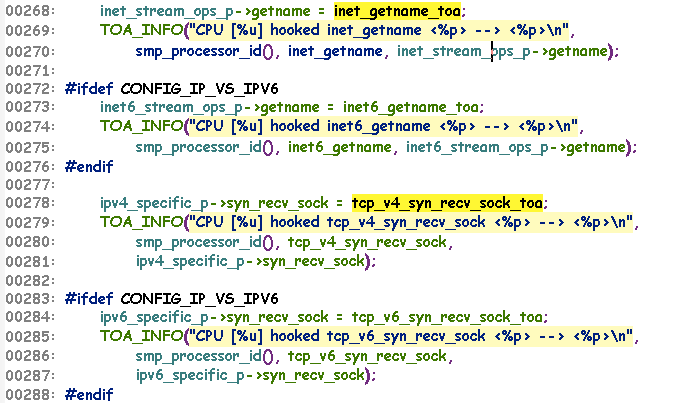 00268: inet_stream_ops_p->getname = inet_getname_toa;
00269: TOA_INFO("CPU [%u] hooked inet_getname <%p> --> <%p>\n",
00270: smp_processor_id(), inet_getname, inet_stream_ops_p->getname);
00271:
00272: #ifdef CONFIG_IP_VS_IPV6
00273: inet6_stream_ops_p->getname = inet6_getname_toa;
00274: TOA_INFO("CPU [%u] hooked inet6_getname <%p> --> <%p>\n",
00275: smp_processor_id(), inet6_getname, inet6_stream_ops_p->getname);
00276: #endif
00277:
00278: ipv4_specific_p->syn_recv_sock = tcp_v4_syn_recv_sock_toa;
00279: TOA_INFO("CPU [%u] hooked tcp_v4_syn_recv_sock <%p> --> <%p>\n",
00280: smp_processor_id(), tcp_v4_syn_recv_sock,
00281: ipv4_specific_p->syn_recv_sock);
00282:
00283: #ifdef CONFIG_IP_VS_IPV6
00284: ipv6_specific_p->syn_recv_sock = tcp_v6_syn_recv_sock_toa;
00285: TOA_INFO("CPU [%u] hooked tcp_v6_syn_recv_sock <%p> --> <%p>\n",
00286: smp_processor_id(), tcp_v6_syn_recv_sock,
00287: ipv6_specific_p->syn_recv_sock);
00288: #endif